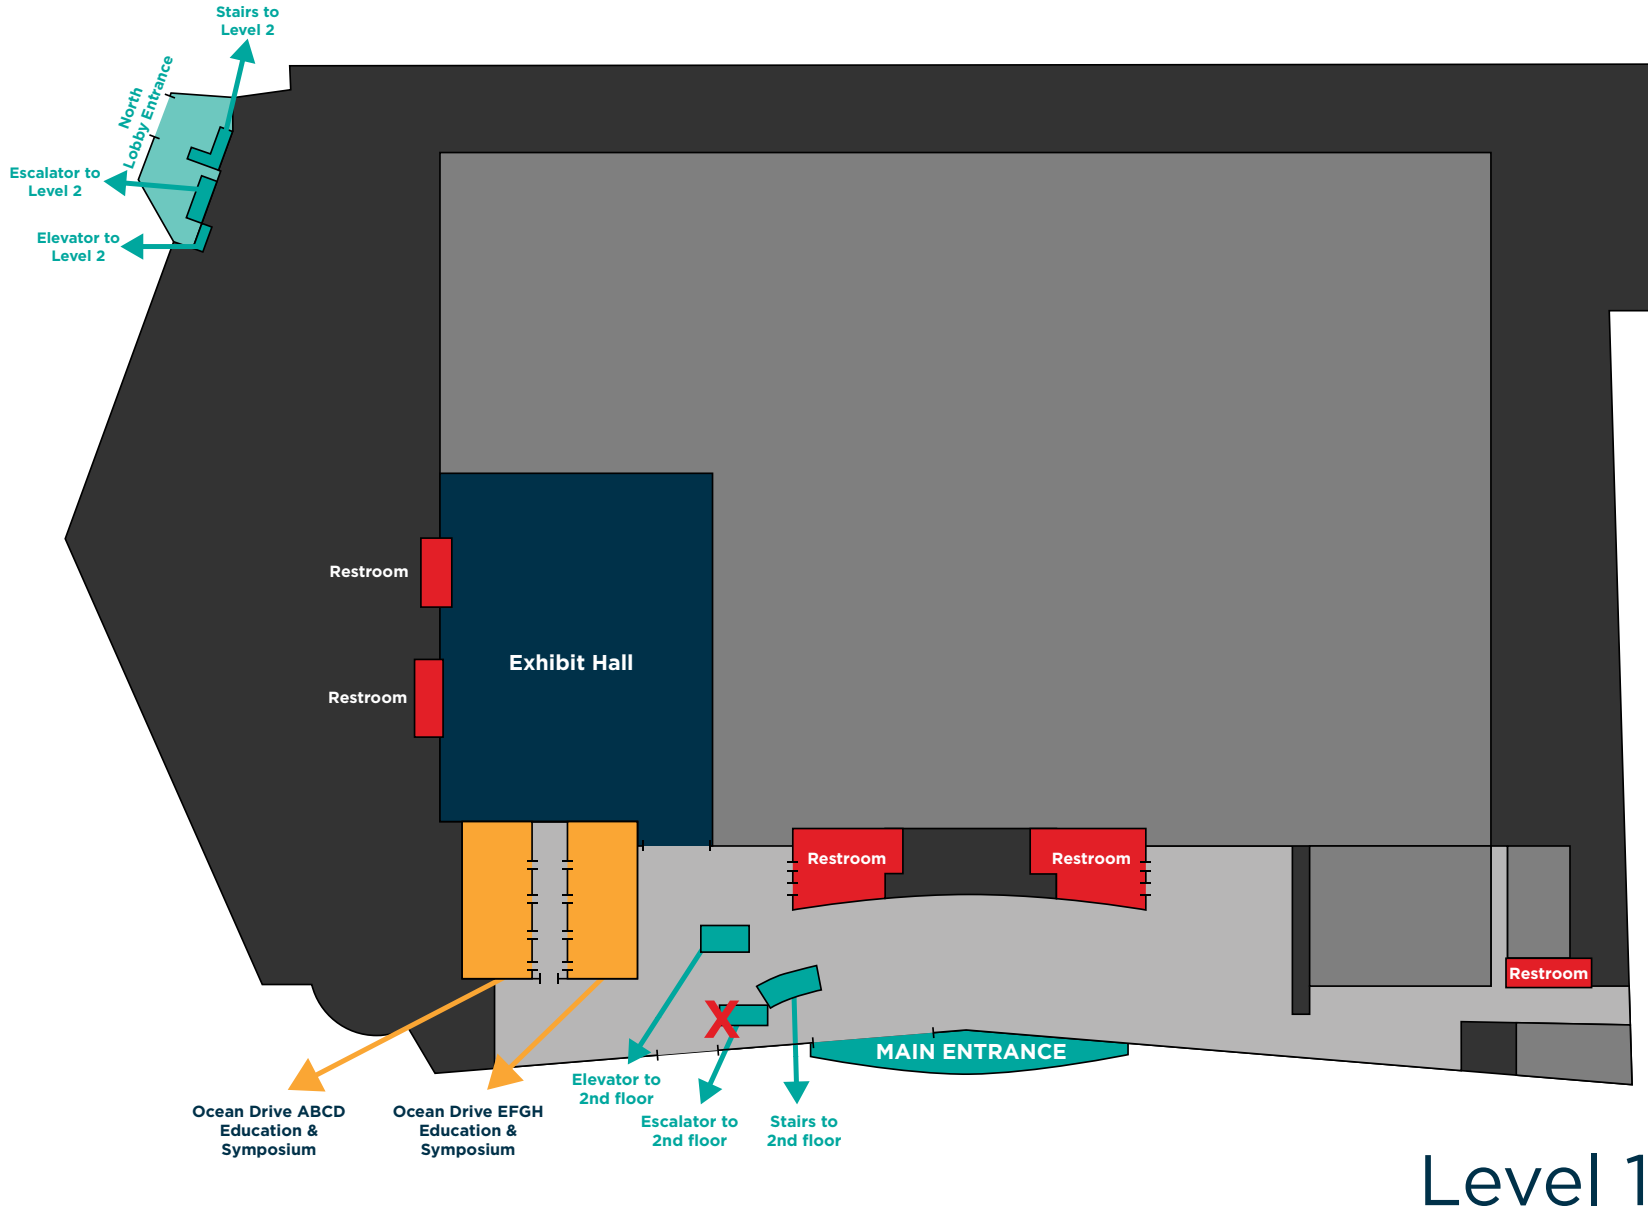 Stairs to
Level 2
North
Lobby Entrance
Escalator to
Level 2
Elevator to
Level 2
Restroom
Exhibit Hall
Restroom
Restroom
Restroom
Restroom
X
MAIN ENTRANCE
Elevator to
2nd floor
Ocean Drive ABCD
Education &
Symposium
Ocean Drive EFGH
Education &
Symposium
Escalator to
2nd floor
Stairs to
2nd floor
Level 1